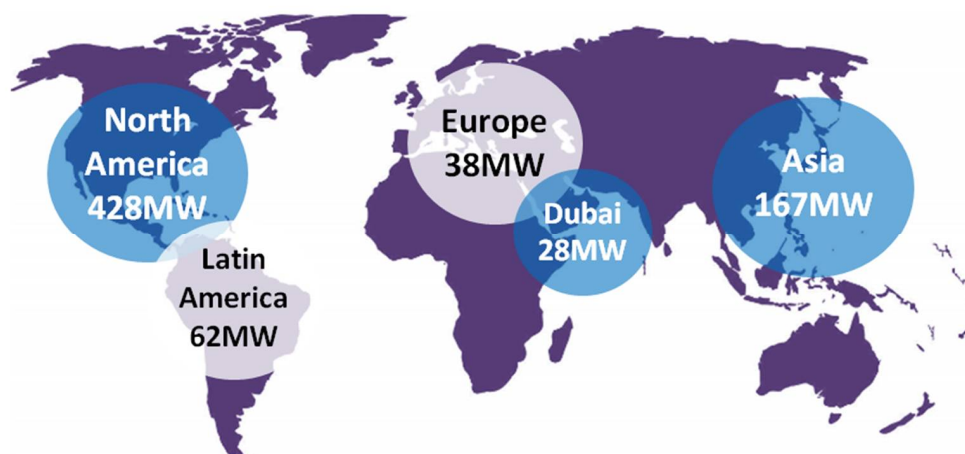 North
America
428MW
Latin
America
62MW
Europe
38MW
Dubai
28MW
Asia
167MW